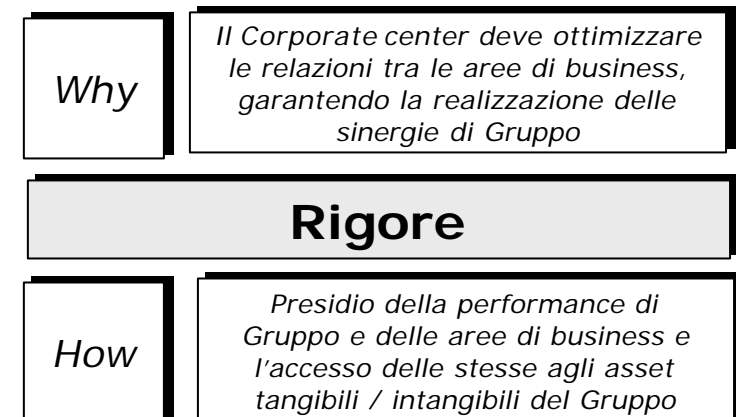 Why
Il Corporate center deve ottimizzare
le relazioni tra le aree di business,
garantendo la realizzazione delle
sinergie di Gruppo
Rigore
How
Presidio della performance di
Gruppo e delle aree di business e
l'accesso delle stesse agli asset
tangibili / intangibili del Gruppo